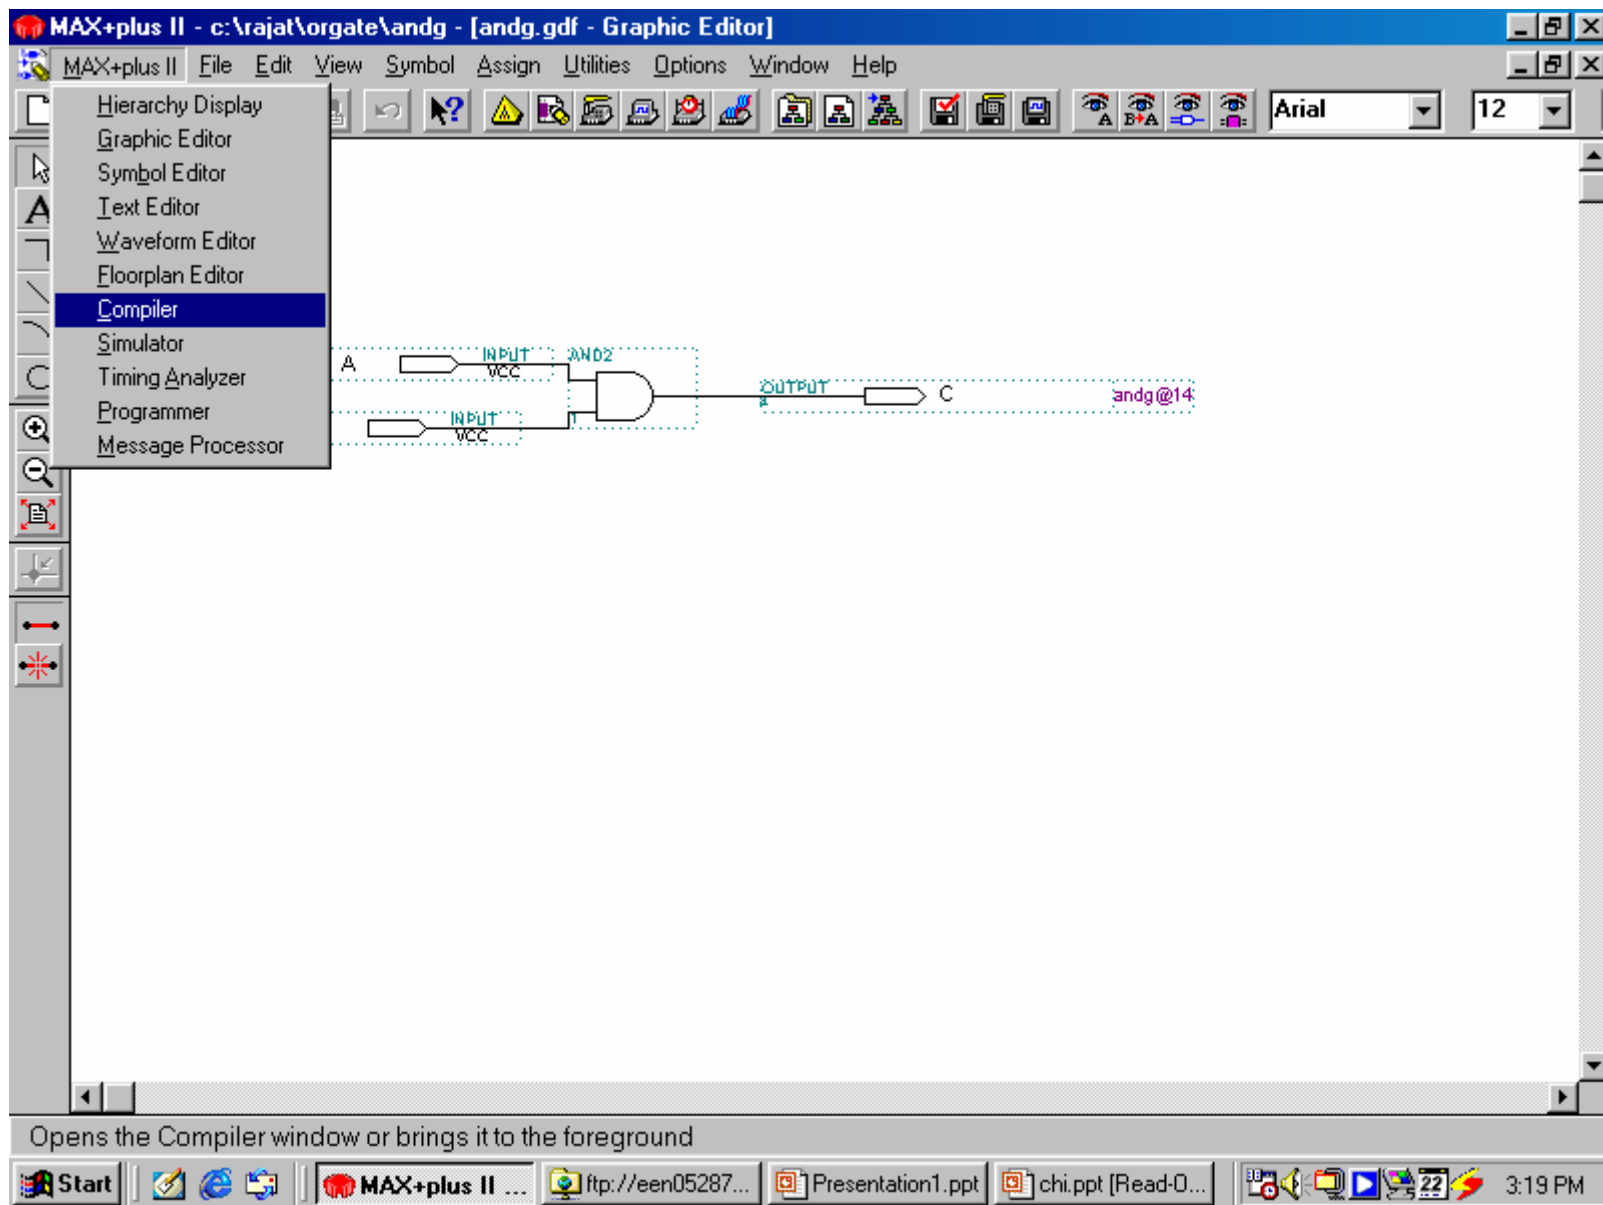 MAX+plus II - c:\rajat\orgate\andg - [andg.gdf - Graphic Editor]
MAX+plus II File Edit View Symbol Assign Utilities Options Window Help
Arial 12
Hierarchy Display
Graphic Editor
Symbol Editor
Text Editor
Waveform Editor
Floorplan Editor
Compiler
Simulator
Timing Analyzer
Programmer
Message Processor
A INPUT VCC AND2
OUTPUT C andg@14
INPUT VCC 1
Opens the Compiler window or brings it to the foreground
Start MAX+plus II ... ftp://een05287... Presentation1.ppt chi.ppt [Read-O... 22 3:19 PM